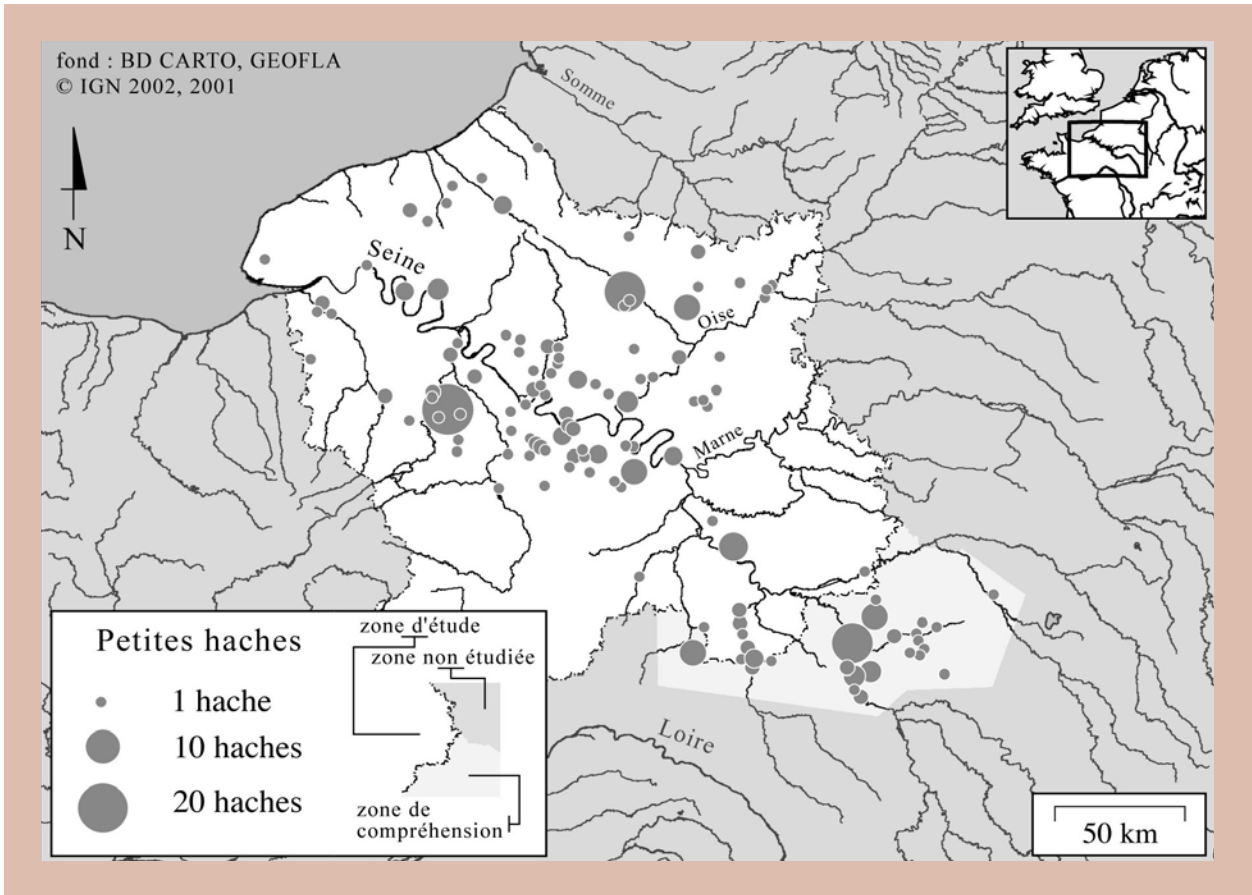 fond : BD CARTO, GEOFLA
© IGN 2002, 2001
Somme
N
Seine
Oise
Marne
Loire
Petites haches
1 hache
10 haches
20 haches
zone d'étude
zone non étudiée
zone de
compréhension
50 km